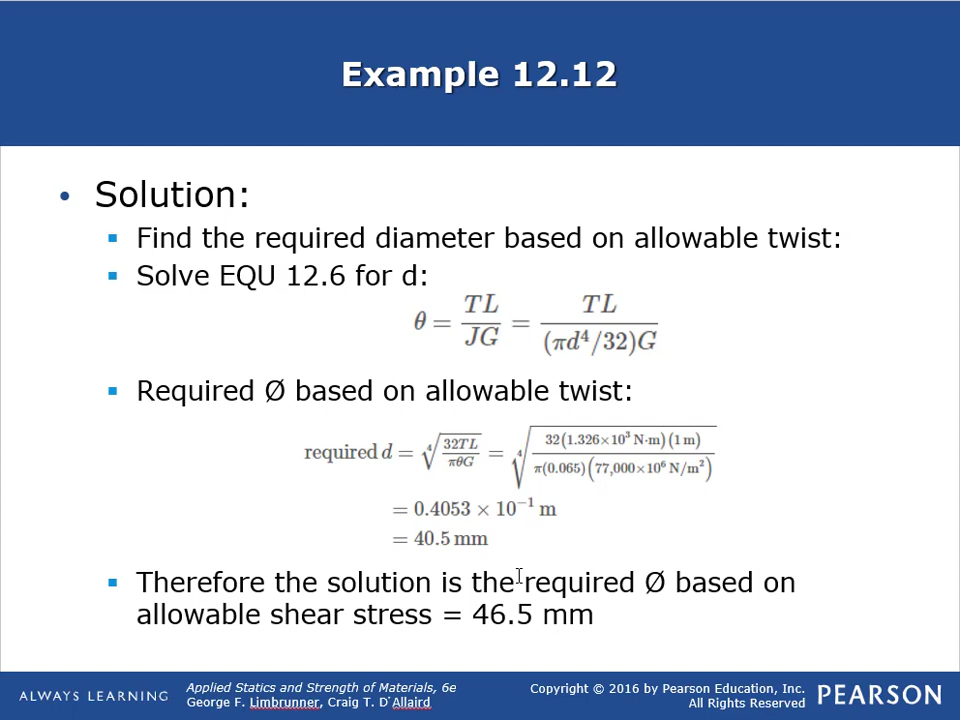 Example 12.12
• Solution:
▪ Find the required diameter based on allowable twist:
▪ Solve EQU 12.6 for d:
θ = TL/JG = TL/((πd⁴/32)G)
▪ Required Ø based on allowable twist:
required d = ⁴√(32TL/πθG) = ⁴√(32(1.326×10³ N·m)(1 m)/π(0.065)(77,000×10⁶ N/m²))
= 0.4053 × 10⁻¹ m
= 40.5 mm
▪ Therefore the solution is the required Ø based on
allowable shear stress = 46.5 mm
ALWAYS LEARNING
Applied Statics and Strength of Materials, 6e
George F. Limbrunner, Craig T. D'Allaird
Copyright © 2016 by Pearson Education, Inc.
All Rights Reserved
PEARSON